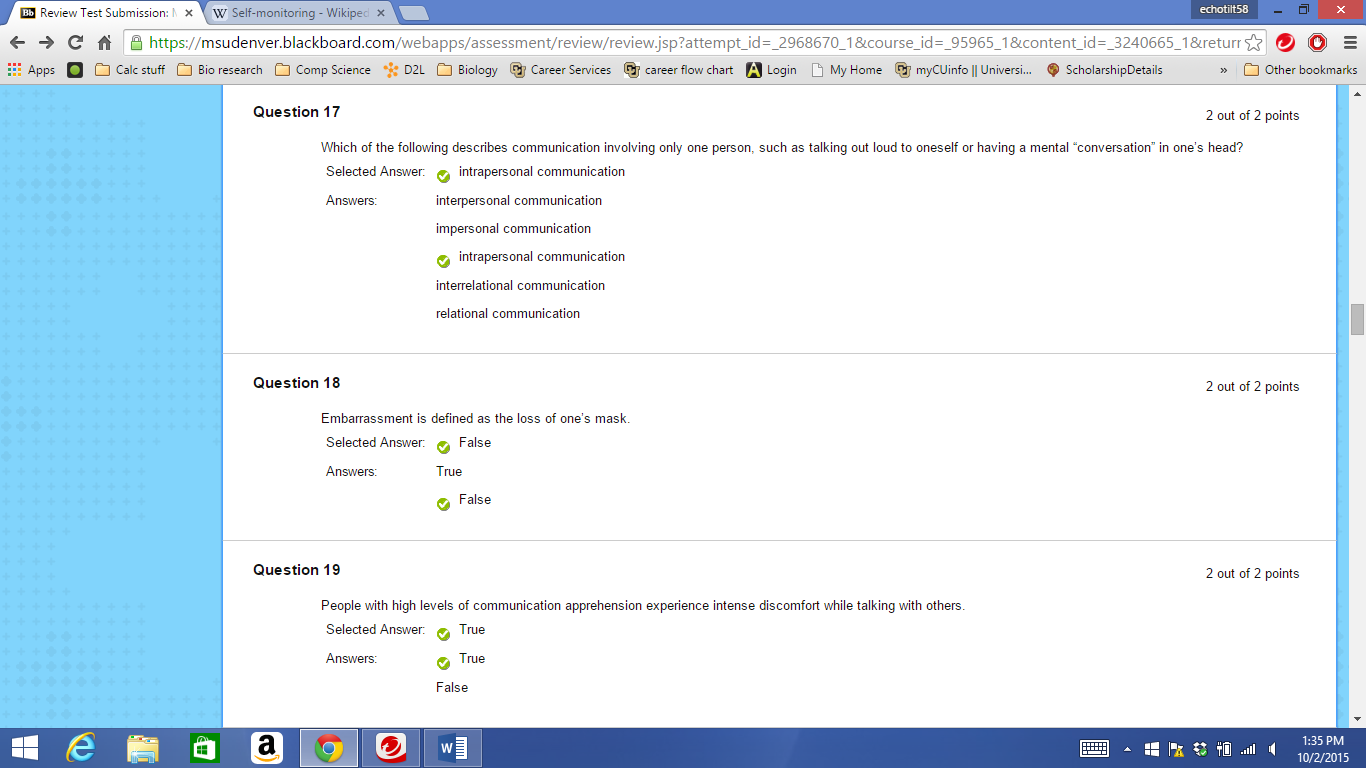 Review Test Submission: M
Self-monitoring - Wikiped
echotilt58
https://msudenver.blackboard.com/webapps/assessment/review/review.jsp?attempt_id=_2968670_1&course_id=_95965_1&content_id=_3240665_1&return
Apps Calc stuff Bio research Comp Science D2L Biology Career Services career flow chart Login My Home myCUinfo || Universi... ScholarshipDetails » Other bookmarks
Question 17
2 out of 2 points
Which of the following describes communication involving only one person, such as talking out loud to oneself or having a mental “conversation” in one’s head?
Selected Answer: intrapersonal communication
Answers: interpersonal communication
impersonal communication
intrapersonal communication
interrelational communication
relational communication
Question 18
2 out of 2 points
Embarrassment is defined as the loss of one’s mask.
Selected Answer: False
Answers: True
False
Question 19
2 out of 2 points
People with high levels of communication apprehension experience intense discomfort while talking with others.
Selected Answer: True
Answers: True
False
1:35 PM
10/2/2015